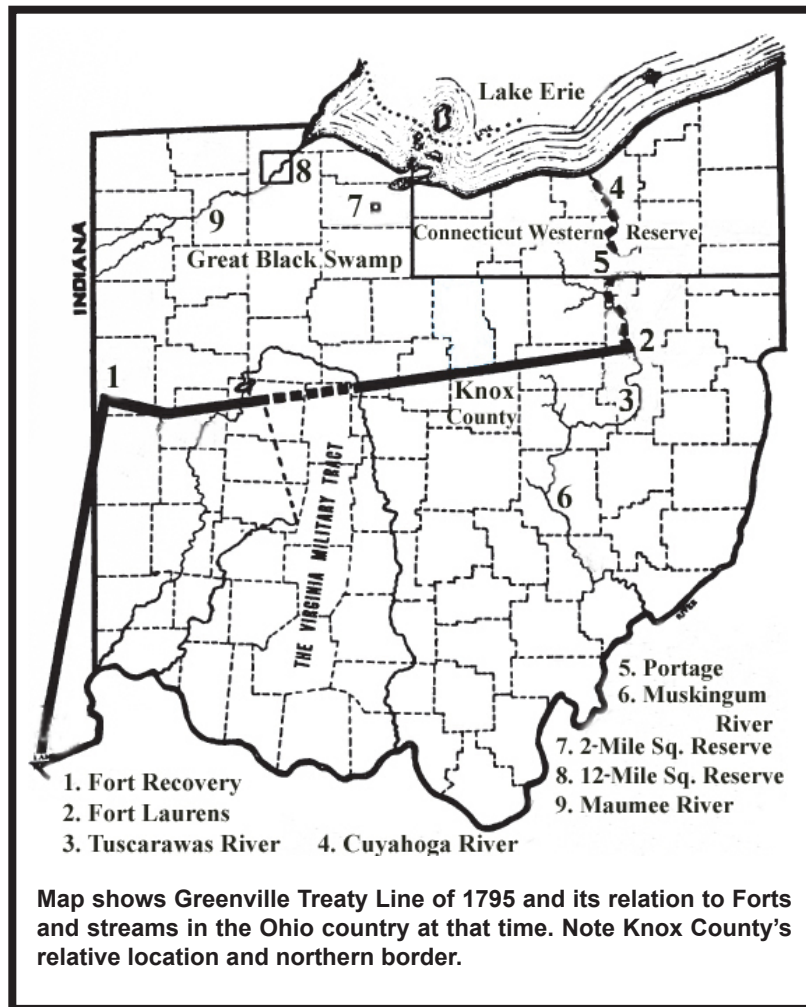 Lake Erie
4
8
7
9
Connecticut Western Reserve
5
Great Black Swamp
INDIANA
2
1
Knox
County
3
THE VIRGINIA MILITARY TRACT
6
RIVER
5. Portage
6. Muskingum
River
7. 2-Mile Sq. Reserve
8. 12-Mile Sq. Reserve
9. Maumee River
1. Fort Recovery
2. Fort Laurens
3. Tuscarawas River
4. Cuyahoga River
Map shows Greenville Treaty Line of 1795 and its relation to Forts
and streams in the Ohio country at that time. Note Knox County's
relative location and northern border.